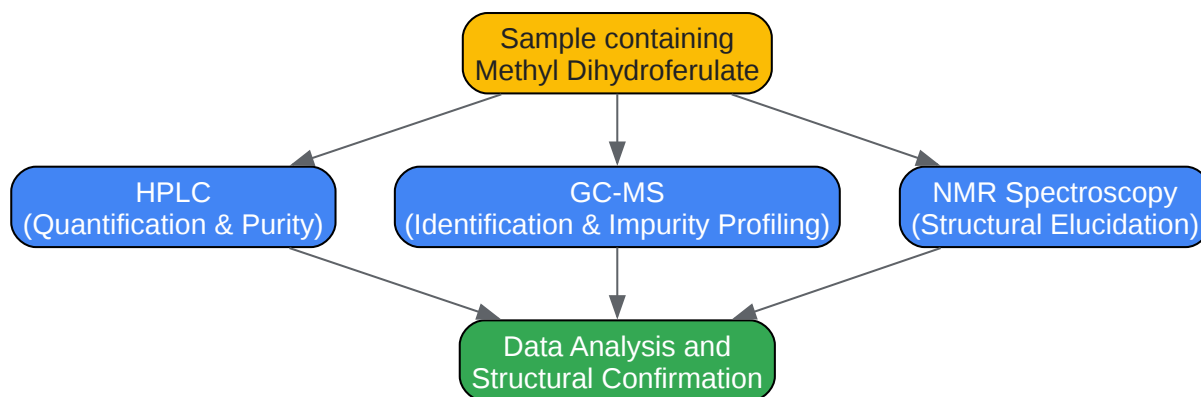 Sample containing
Methyl Dihydroferulate
HPLC
(Quantification & Purity)
GC-MS
(Identification & Impurity Profiling)
NMR Spectroscopy
(Structural Elucidation)
Data Analysis and
Structural Confirmation